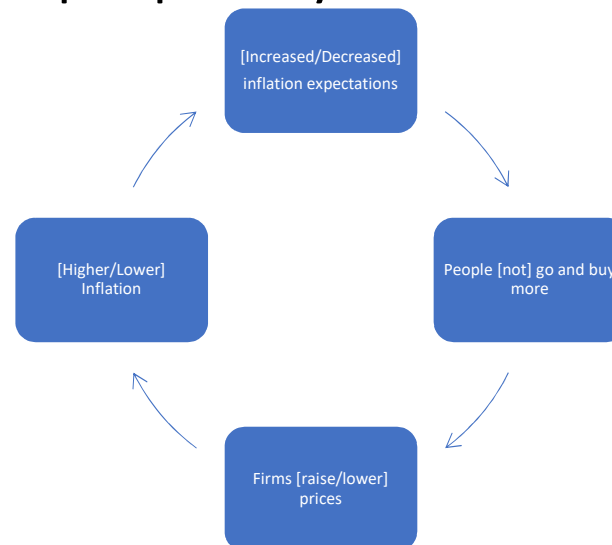 [Increased/Decreased]
inflation expectations
People [not] go and buy
more
Firms [raise/lower]
prices
[Higher/Lower]
Inflation